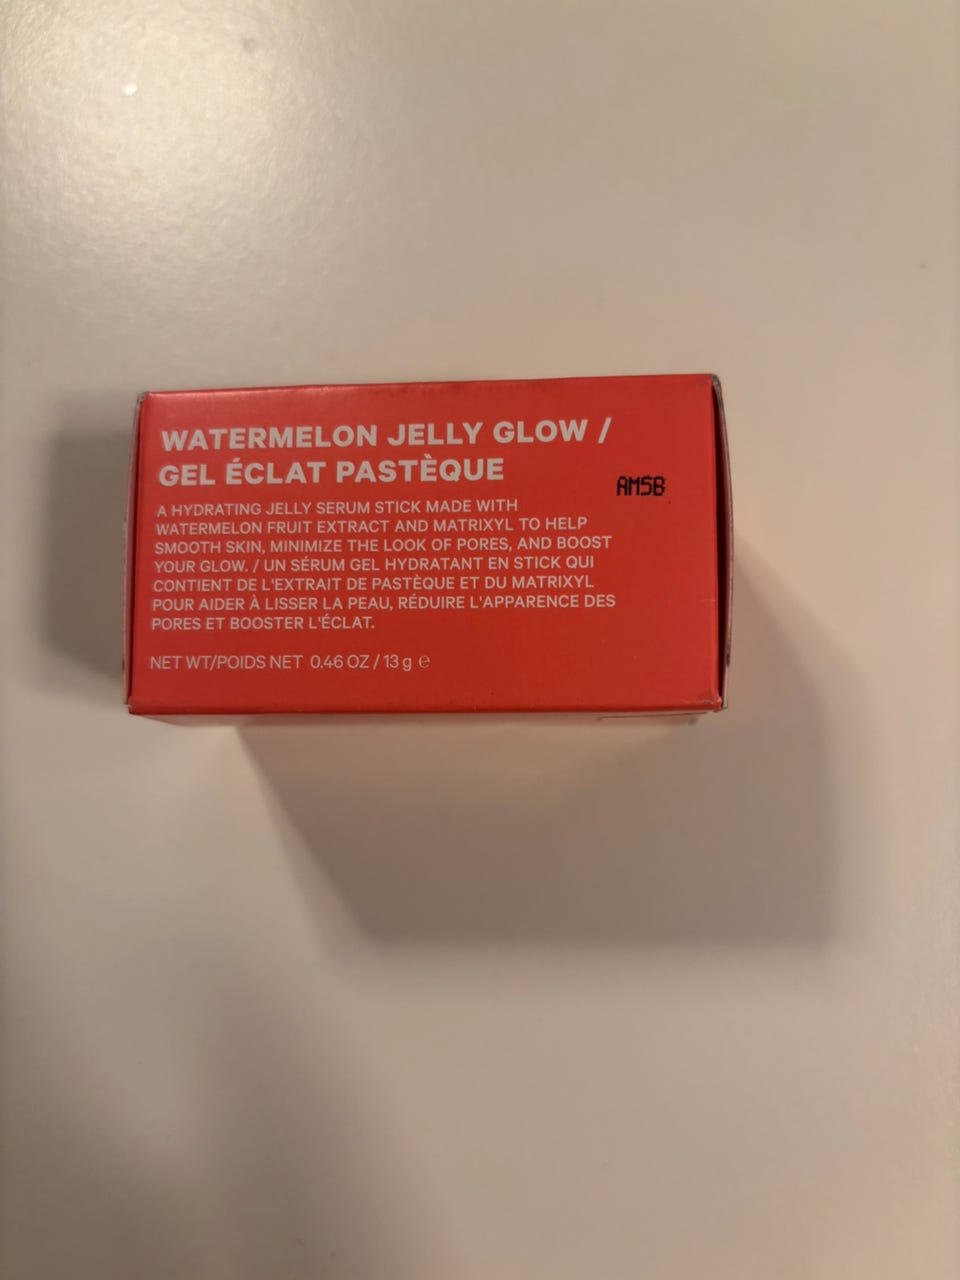 WATERMELON JELLY GLOW /
GEL ÉCLAT PASTÈQUE
AM5B
A HYDRATING JELLY SERUM STICK MADE WITH
WATERMELON FRUIT EXTRACT AND MATRIXYL TO HELP
SMOOTH SKIN, MINIMIZE THE LOOK OF PORES, AND BOOST
YOUR GLOW. / UN SÉRUM GEL HYDRATANT EN STICK QUI
CONTIENT DE L'EXTRAIT DE PASTÈQUE ET DU MATRIXYL
POUR AIDER À LISSER LA PEAU, RÉDUIRE L'APPARENCE DES
PORES ET BOOSTER L'ÉCLAT.
NET WT/POIDS NET 0.46 OZ / 13 g ℮